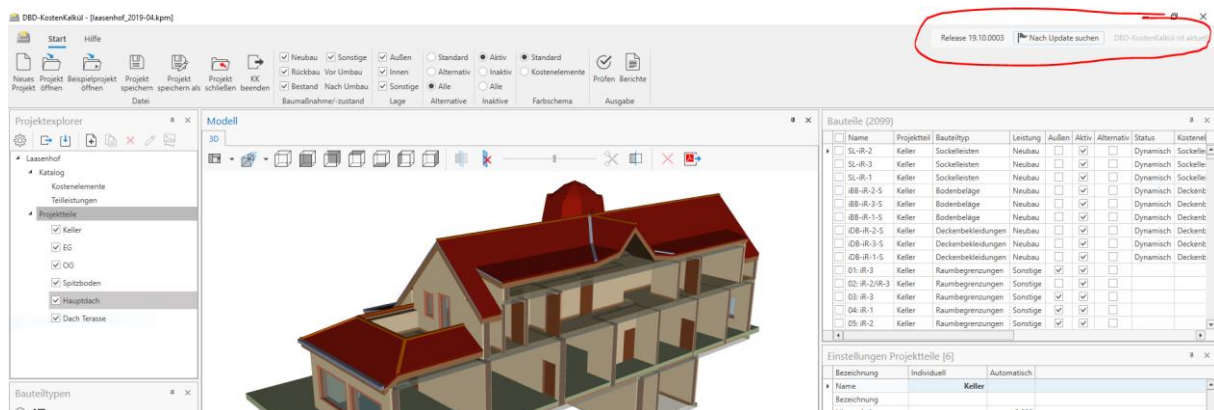 DBD-KostenKalkül - [laasenhof_2019-04.kpm]
Start Hilfe
Release 19.10.0003 Nach Update suchen DBD-KostenKalkül ist aktuell
Neues Projekt Projekt öffnen Beispielprojekt öffnen Projekt speichern Projekt speichern als Projekt schließen KK beenden
Neubau Sonstige Außen Standard Aktiv Standard
Rückbau Vor Umbau Innen Alternativ Inaktiv Kostenelemente Prüfen Berichte
Bestand Nach Umbau Sonstige Alle Alle
Datei Baumaßnahme/-zustand Lage Alternative Inaktive Farbschema Ausgabe
Projektexplorer
Laasenhof
Katalog
Kostenelemente
Teilleistungen
Projektteile
Keller
EG
OG
Spitzboden
Hauptdach
Dach Terasse
Bauteiltypen
Modell
3D
Bauteile (2099)
Name Projektteil Bauteiltyp Leistung Außen Aktiv Alternativ Status Kostenel
SL-iR-2 Keller Sockelleisten Neubau Dynamisch Sockelle
SL-iR-3 Keller Sockelleisten Neubau Dynamisch Sockelle
SL-iR-1 Keller Sockelleisten Neubau Dynamisch Sockelle
iBB-iR-2-S Keller Bodenbeläge Neubau Dynamisch Deckenb
iBB-iR-3-S Keller Bodenbeläge Neubau Dynamisch Deckenb
iBB-iR-1-S Keller Bodenbeläge Neubau Dynamisch Deckenb
iDB-iR-2-S Keller Deckenbekleidungen Neubau Dynamisch Deckenb
iDB-iR-3-S Keller Deckenbekleidungen Neubau Dynamisch Deckenb
iDB-iR-1-S Keller Deckenbekleidungen Neubau Dynamisch Deckenb
01: iR-3 Keller Raumbegrenzungen Sonstige
02: iR-2/iR-3 Keller Raumbegrenzungen Sonstige
03: iR-3 Keller Raumbegrenzungen Sonstige
04: iR-1 Keller Raumbegrenzungen Sonstige
05: iR-2 Keller Raumbegrenzungen Sonstige
Einstellungen Projektteile [6]
Bezeichnung Individuell Automatisch
Name Keller
Bezeichnung